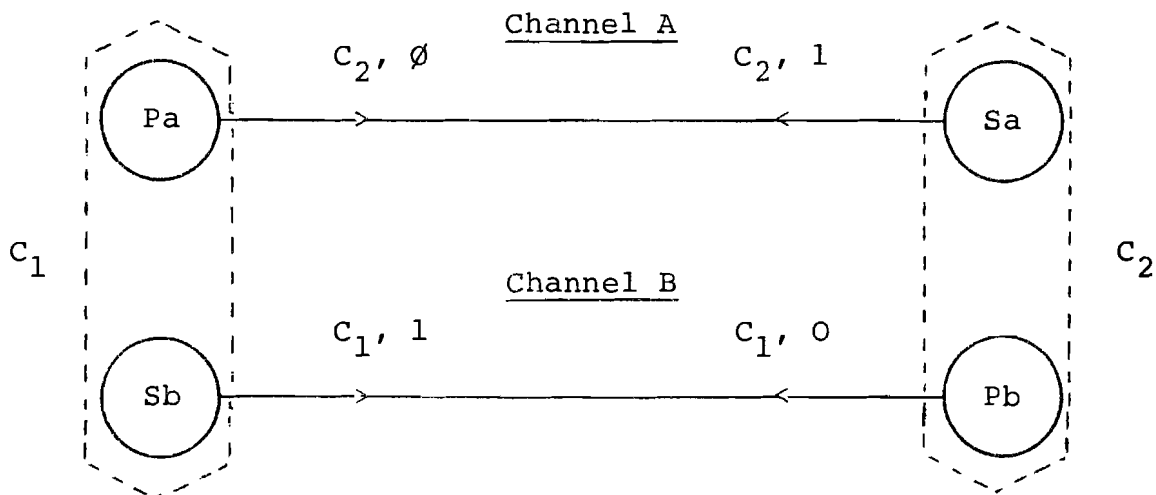 Channel A
C₂, Ø
C₂, 1
Pa
Sa
C₁
C₂
Channel B
C₁, 1
C₁, 0
Sb
Pb